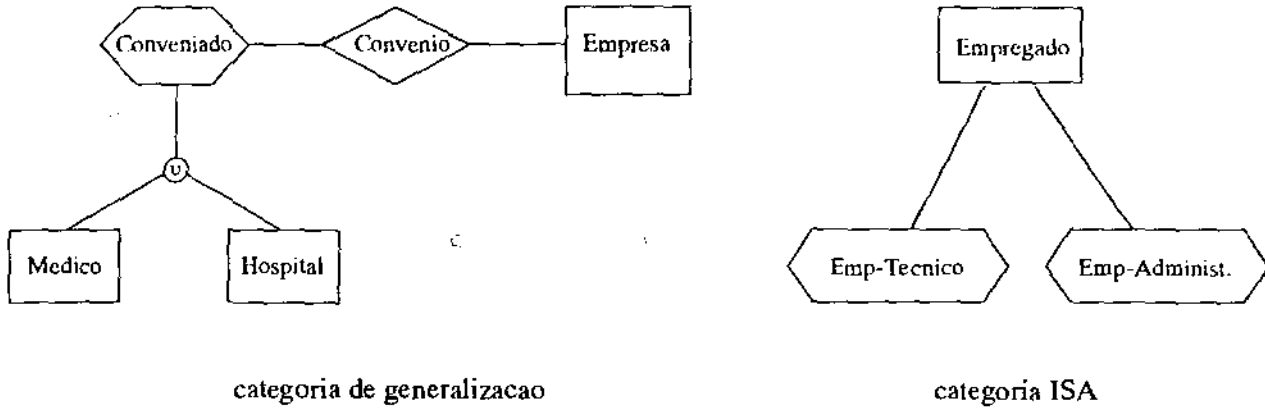 Conveniado
Convenio
Empresa
Empregado
U
Medico
Hospital
Emp-Tecnico
Emp-Administ.
categoria de generalizacao
categoria ISA